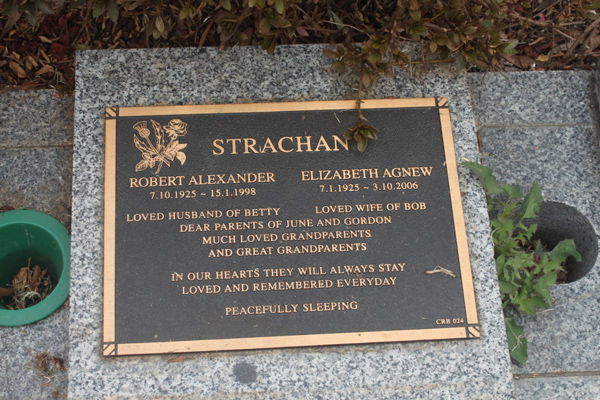 STRACHAN
ROBERT ALEXANDER ELIZABETH AGNEW
7.10.1925 ~ 15.1.1998 7.1.1925 ~ 3.10.2006
LOVED HUSBAND OF BETTY LOVED WIFE OF BOB
DEAR PARENTS OF JUNE AND GORDON
MUCH LOVED GRANDPARENTS
AND GREAT GRANDPARENTS
IN OUR HEARTS THEY WILL ALWAYS STAY
LOVED AND REMEMBERED EVERYDAY
PEACEFULLY SLEEPING
CRB 024